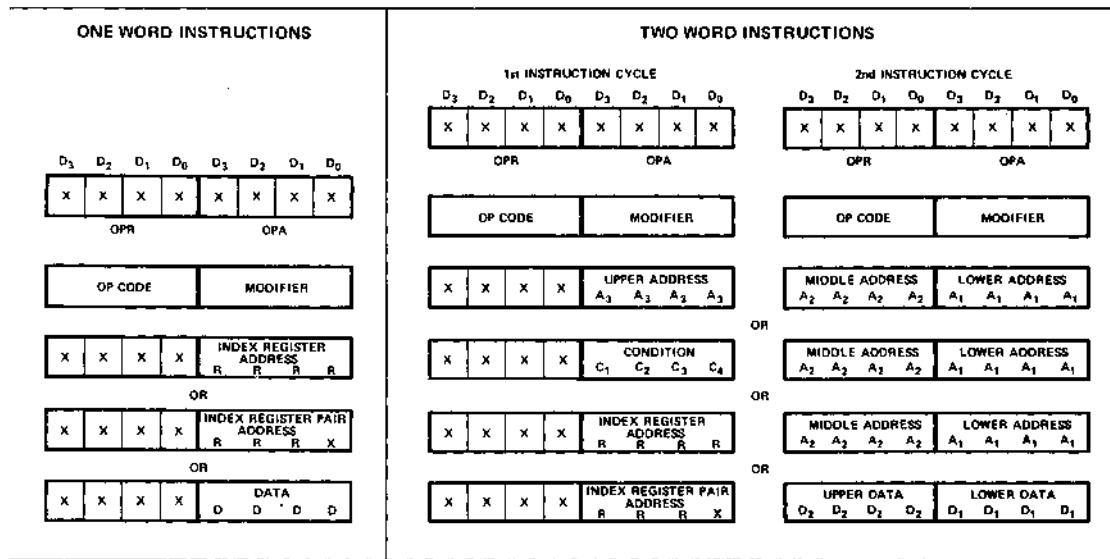 ONE WORD INSTRUCTIONS
D3 D2 D1 D0 D3 D2 D1 D0
X X X X X X X X
OPR OPA
OP CODE MODIFIER
X X X X INDEX REGISTER ADDRESS
R R R R
OR
X X X X INDEX REGISTER PAIR ADDRESS
R R R X
OR
X X X X DATA
D D D D
TWO WORD INSTRUCTIONS
1st INSTRUCTION CYCLE 2nd INSTRUCTION CYCLE
D3 D2 D1 D0 D3 D2 D1 D0 D3 D2 D1 D0 D3 D2 D1 D0
X X X X X X X X X X X X X X X X
OPR OPA OPR OPA
OP CODE MODIFIER OP CODE MODIFIER
X X X X UPPER ADDRESS MIDDLE ADDRESS LOWER ADDRESS
A3 A3 A3 A3 A2 A2 A2 A2 A1 A1 A1 A1
OR
X X X X CONDITION MIDDLE ADDRESS LOWER ADDRESS
C1 C2 C3 C4 A2 A2 A2 A2 A1 A1 A1 A1
OR
X X X X INDEX REGISTER ADDRESS MIDDLE ADDRESS LOWER ADDRESS
R R R R A2 A2 A2 A2 A1 A1 A1 A1
OR
X X X X INDEX REGISTER PAIR ADDRESS UPPER DATA LOWER DATA
R R R X D2 D2 D2 D2 D1 D1 D1 D1